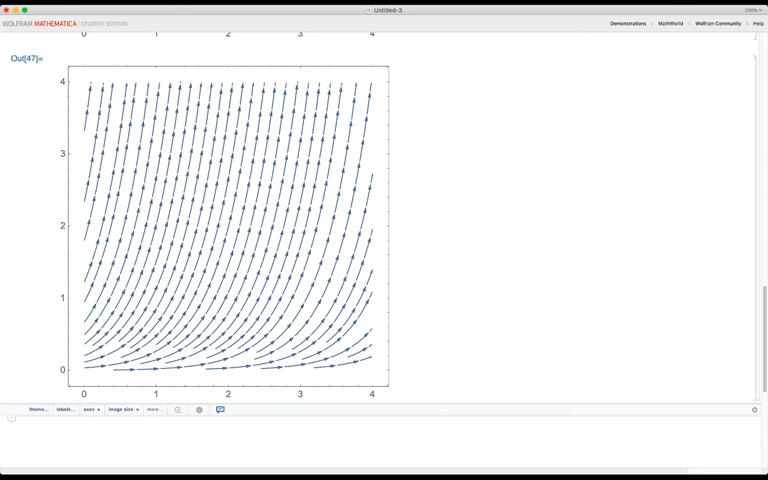 Untitled-3
200%
WOLFRAM MATHEMATICA | STUDENT EDITION
Demonstrations | MathWorld | Wolfram Community | Help
0 1 2 3 4
Out[47]=
4
3
2
1
0
0 1 2 3 4
theme... labels... axes image size more...